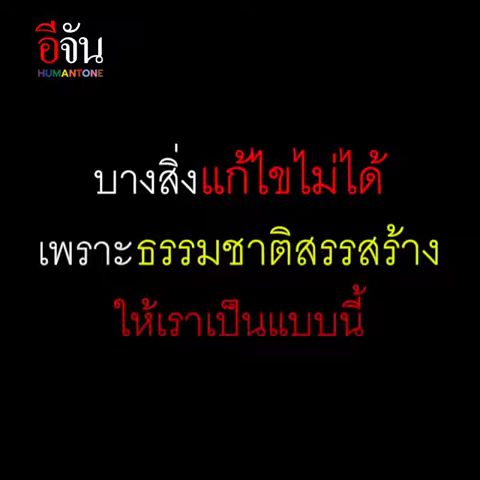 อีจัน
HUMANTONE
บางสิ่งแก้ไขไม่ได้
เพราะธรรมชาติสรรสร้าง
ให้เราเป็นแบบนี้